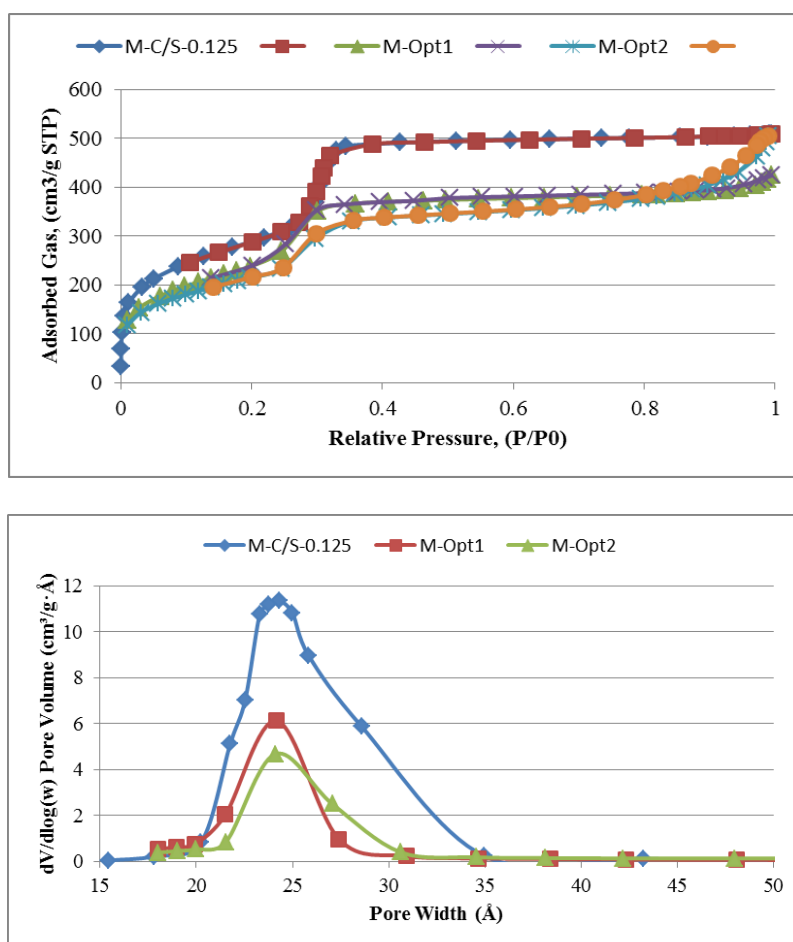 M-C/S-0.125 M-Opt1 M-Opt2
600
500
400
300
200
100
0
Adsorbed Gas, (cm3/g STP)
0 0.2 0.4 0.6 0.8 1
Relative Pressure, (P/P0)
M-C/S-0.125 M-Opt1 M-Opt2
12
10
8
6
4
2
0
dV/dlog(w) Pore Volume (cm³/g·Å)
15 20 25 30 35 40 45 50
Pore Width (Å)